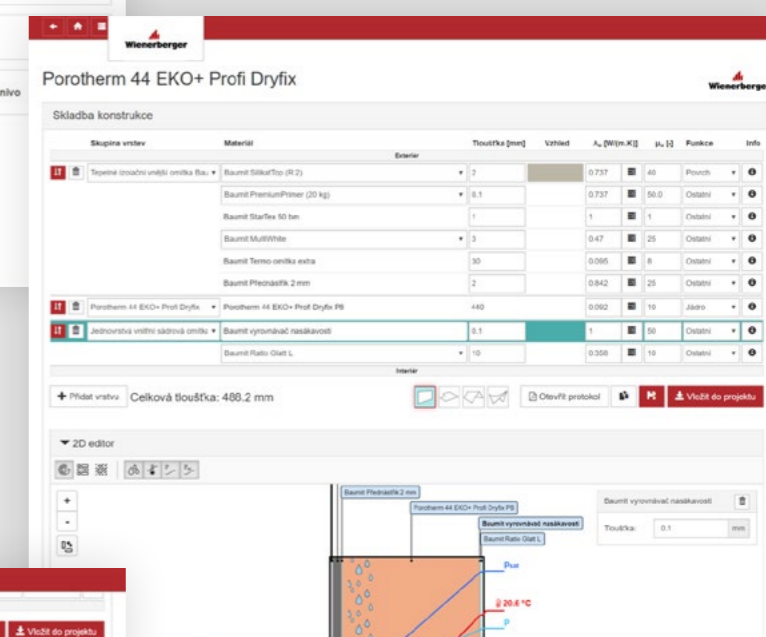 Wienerberger
Porotherm 44 EKO+ Profi Dryfix
Wienerberger
nivo
Skladba konstrukce
Skupina vrstev Materiál Tloušťka [mm] Vzhled λu [W/(m.K)] μu [-] Funkce Info
Exteriér
Tepelně izolační vnější omítka Bau Baumit SilikatTop (R 2) 2 0.737 40 Povrch
Baumit PremiumPrimer (20 kg) 0.1 0.737 50.0 Ostatní
Baumit StarTex 50 bm 1 1 1 Ostatní
Baumit MultiWhite 3 0.47 25 Ostatní
Baumit Termo omítka extra 30 0.095 8 Ostatní
Baumit Přednástřik 2 mm 2 0.842 25 Ostatní
Porotherm 44 EKO+ Profi Dryfix Porotherm 44 EKO+ Profi Dryfix P8 440 0.092 10 Jádro
Jednovrstvá vnitřní sádrová omítka Baumit vyrovnávač nasákavosti 0.1 1 50 Ostatní
Baumit Ratio Glatt L 10 0.358 10 Ostatní
Interiér
+ Přidat vrstvu Celková tloušťka: 488.2 mm Otevřít protokol Vložit do projektu
2D editor
Baumit Přednástřik 2 mm
Porotherm 44 EKO+ Profi Dryfix P8
Baumit vyrovnávač nasákavosti
Baumit Ratio Glatt L
Baumit vyrovnávač nasákavosti
Tloušťka: 0.1 mm
+
-
psat
20.6 °C
p
Vložit do projektu